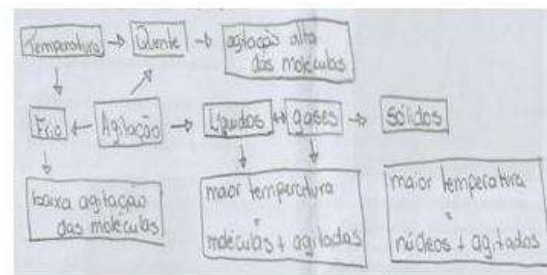 Temperatura → Quente → agitação alta
das moléculas
Frio ← Agitação → Líquidos ↔ gases → sólidos
baixa agitação
das moléculas
maior temperatura
=
moléculas + agitadas
maior temperatura
=
núcleos + agitados